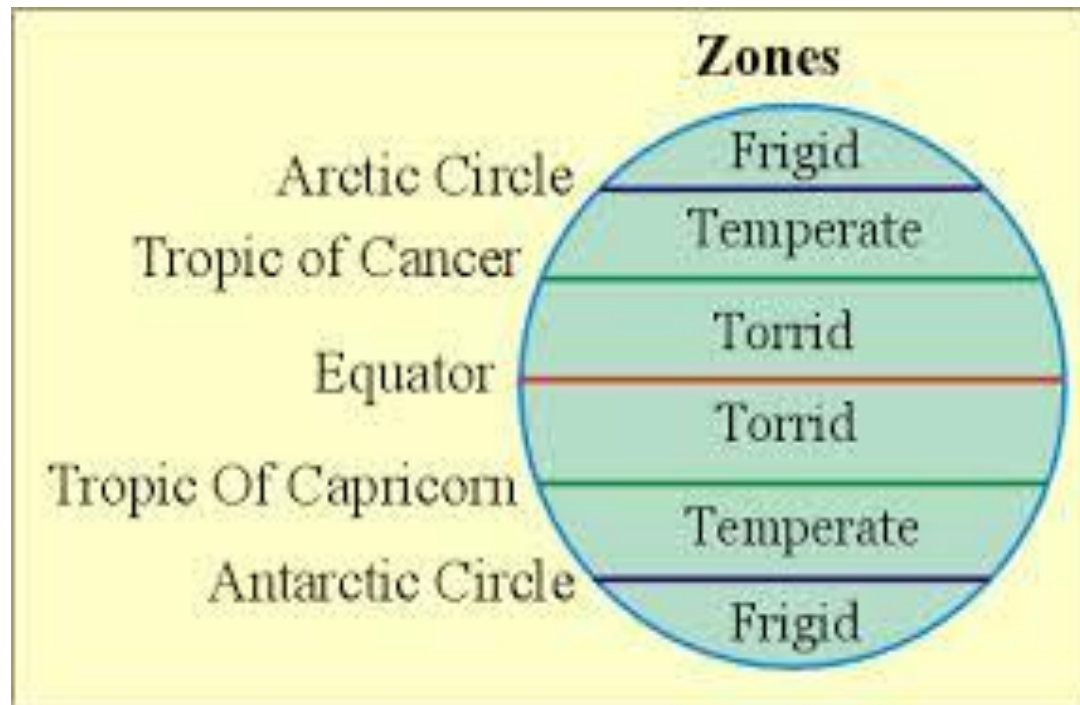 Zones
Frigid
Arctic Circle
Temperate
Tropic of Cancer
Torrid
Equator
Torrid
Tropic Of Capricorn
Temperate
Antarctic Circle
Frigid